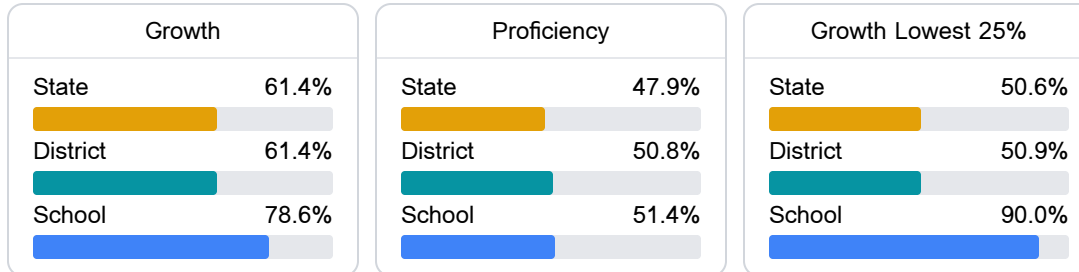 Growth
State 61.4%
District 61.4%
School 78.6%
Proficiency
State 47.9%
District 50.8%
School 51.4%
Growth Lowest 25%
State 50.6%
District 50.9%
School 90.0%